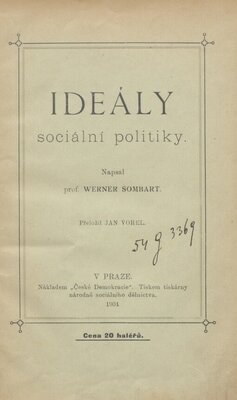 IDEÁLY
sociální politiky.
Napsal
prof. WERNER SOMBART.
Přeložil JAN VOREL.
54 g 3369
V PRAZE.
Nákladem „České Demokracie“. Tiskem tiskárny
národně sociálního dělnictva.
1901
Cena 20 haléřů.